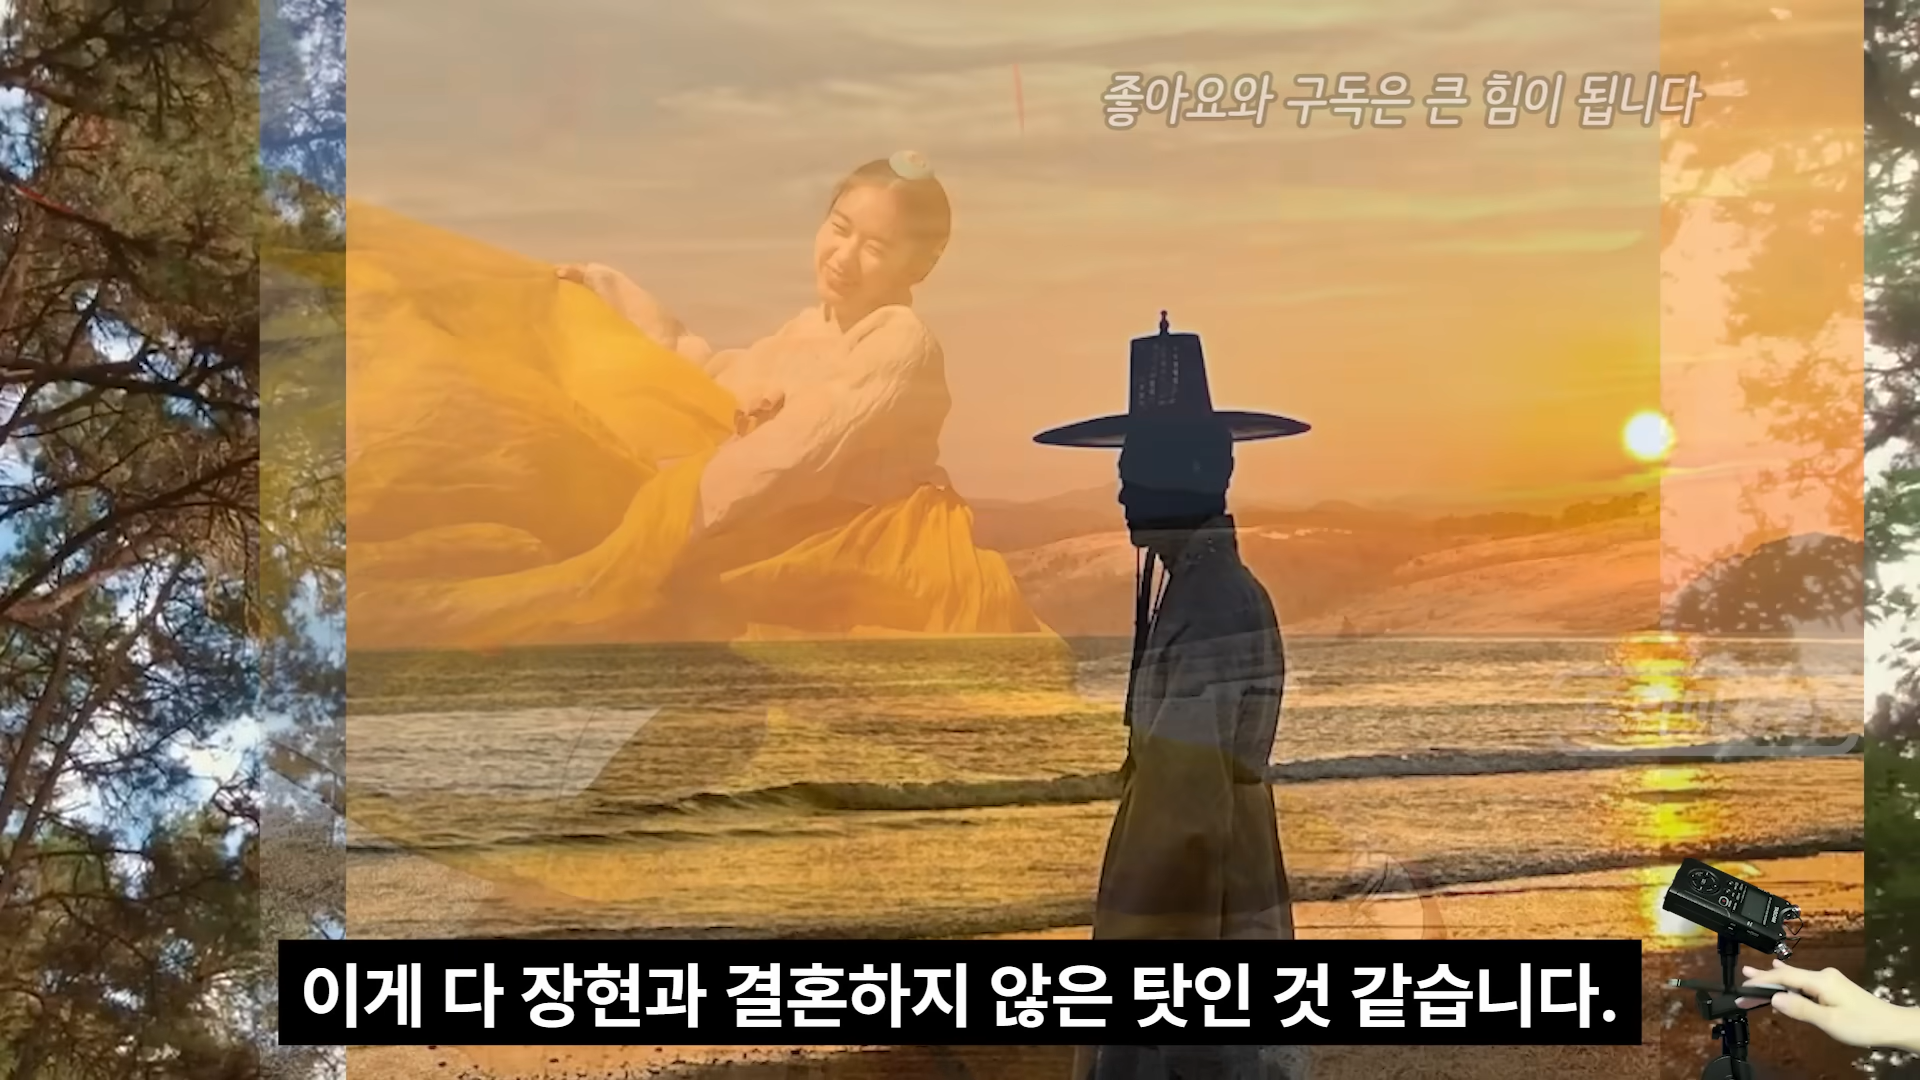 좋아요와 구독은 큰 힘이 됩니다
이게 다 장현과 결혼하지 않은 탓인 것 같습니다.